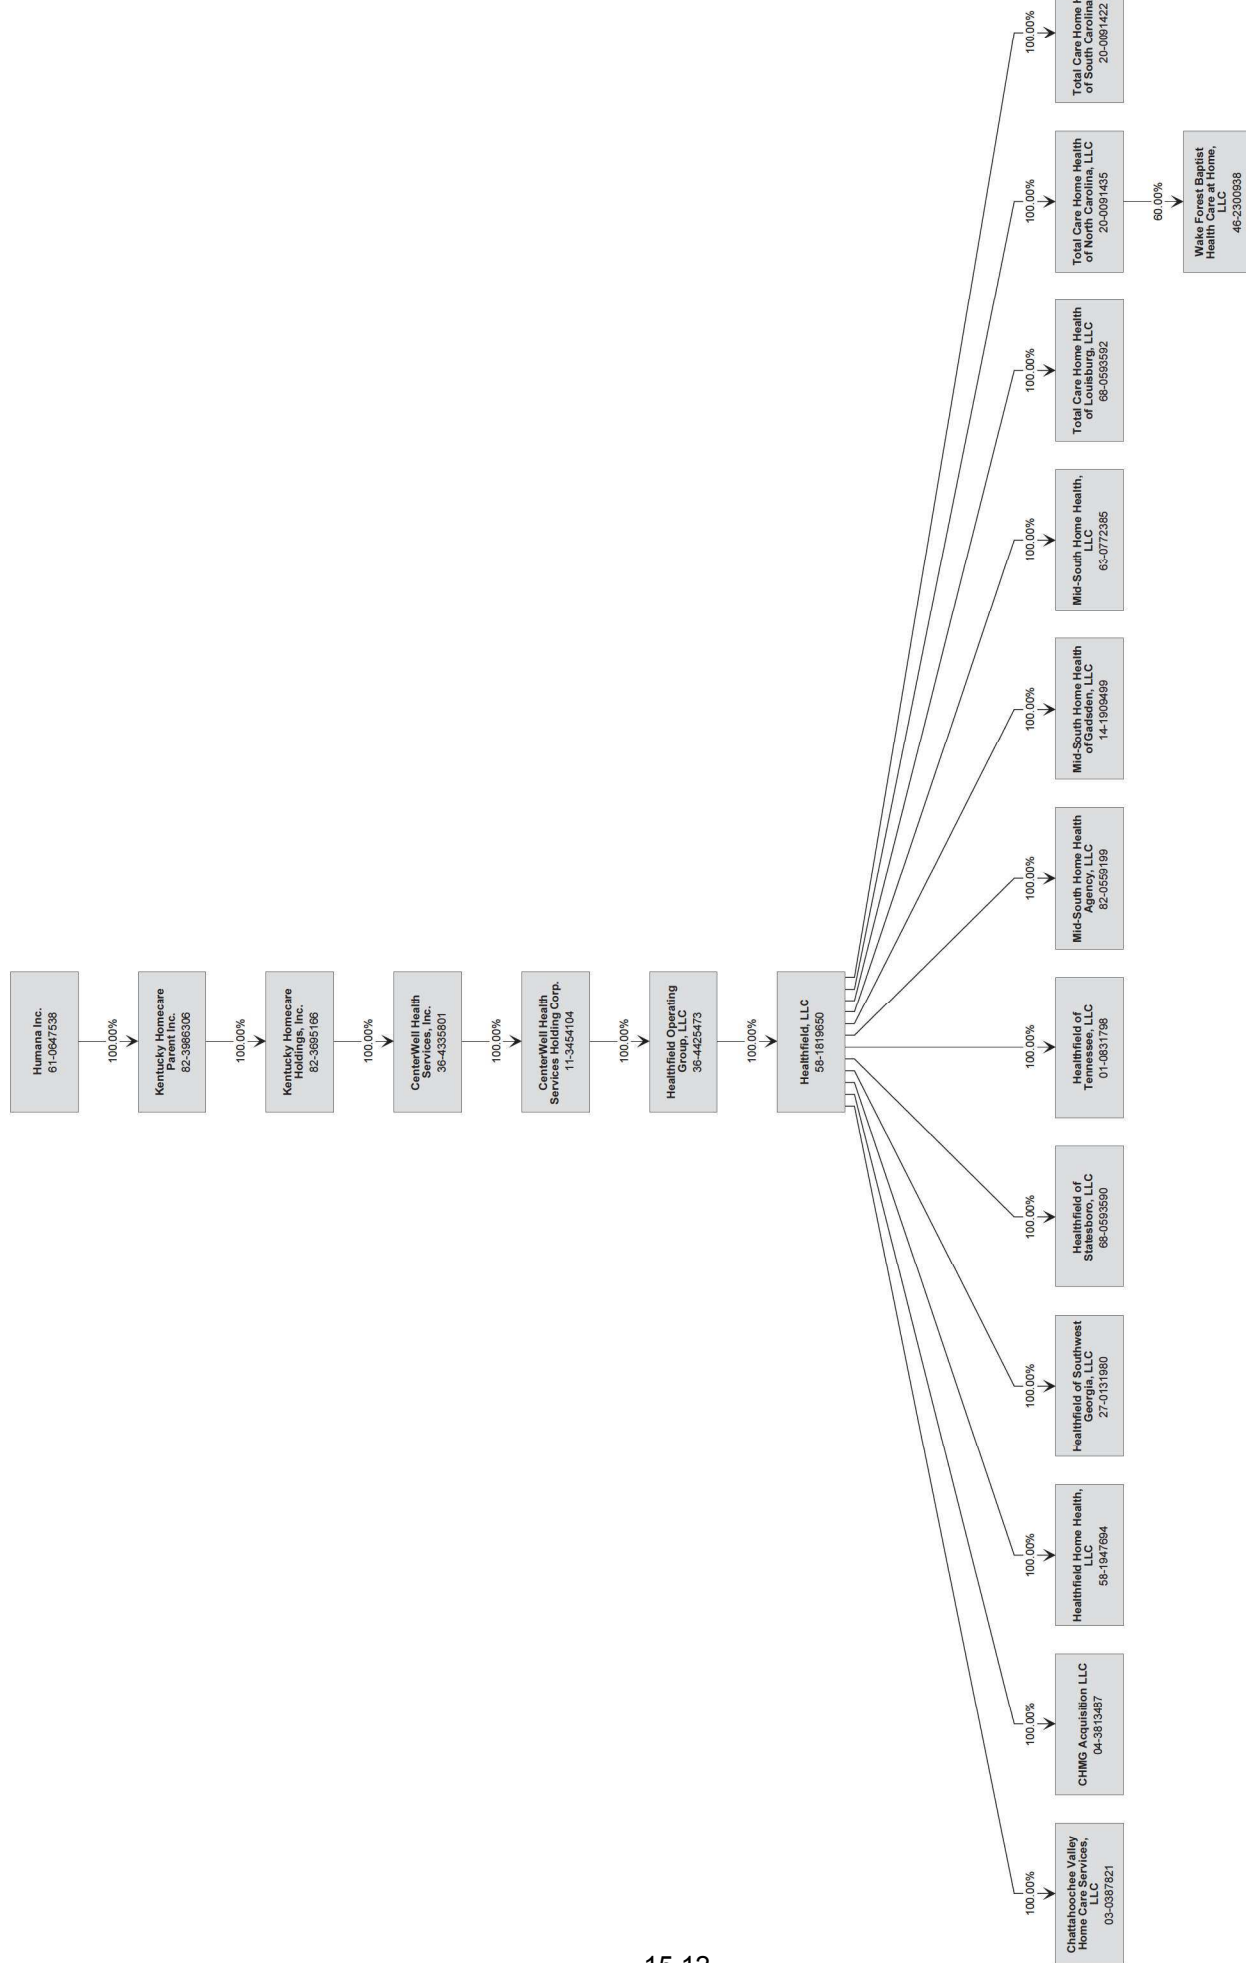 Humana Inc.
61-0647538
100.00%
Kentucky Homecare
Parent Inc.
82-3986306
100.00%
Kentucky Homecare
Holdings, Inc.
82-3695166
100.00%
CenterWell Health
Services, Inc.
36-4335801
100.00%
CenterWell Health
Services Holding Corp.
11-3454104
100.00%
Healthfield Operating
Group, LLC
36-4425473
100.00%
Healthfield, LLC
58-1819650
100.00%
Chattahoochee Valley
Home Care Services,
LLC
03-0387821
100.00%
CHMG Acquisition LLC
04-3813487
100.00%
Healthfield Home Health,
LLC
58-1947694
100.00%
Healthfield of Southwest
Georgia, LLC
27-0131980
100.00%
Healthfield of
Statesboro, LLC
68-0593590
100.00%
Healthfield of
Tennessee, LLC
01-0831798
100.00%
Mid-South Home Health
Agency, LLC
82-0559199
100.00%
Mid-South Home Health
of Gadsden, LLC
14-1909499
100.00%
Mid-South Home Health,
LLC
63-0772385
100.00%
Total Care Home Health
of Louisburg, LLC
68-0593592
100.00%
Total Care Home Health
of North Carolina, LLC
20-0091435
60.00%
Wake Forest Baptist
Health Care at Home,
LLC
46-2300938
100.00%
Total Care Home H
of South Carolina
20-0091422
15.12